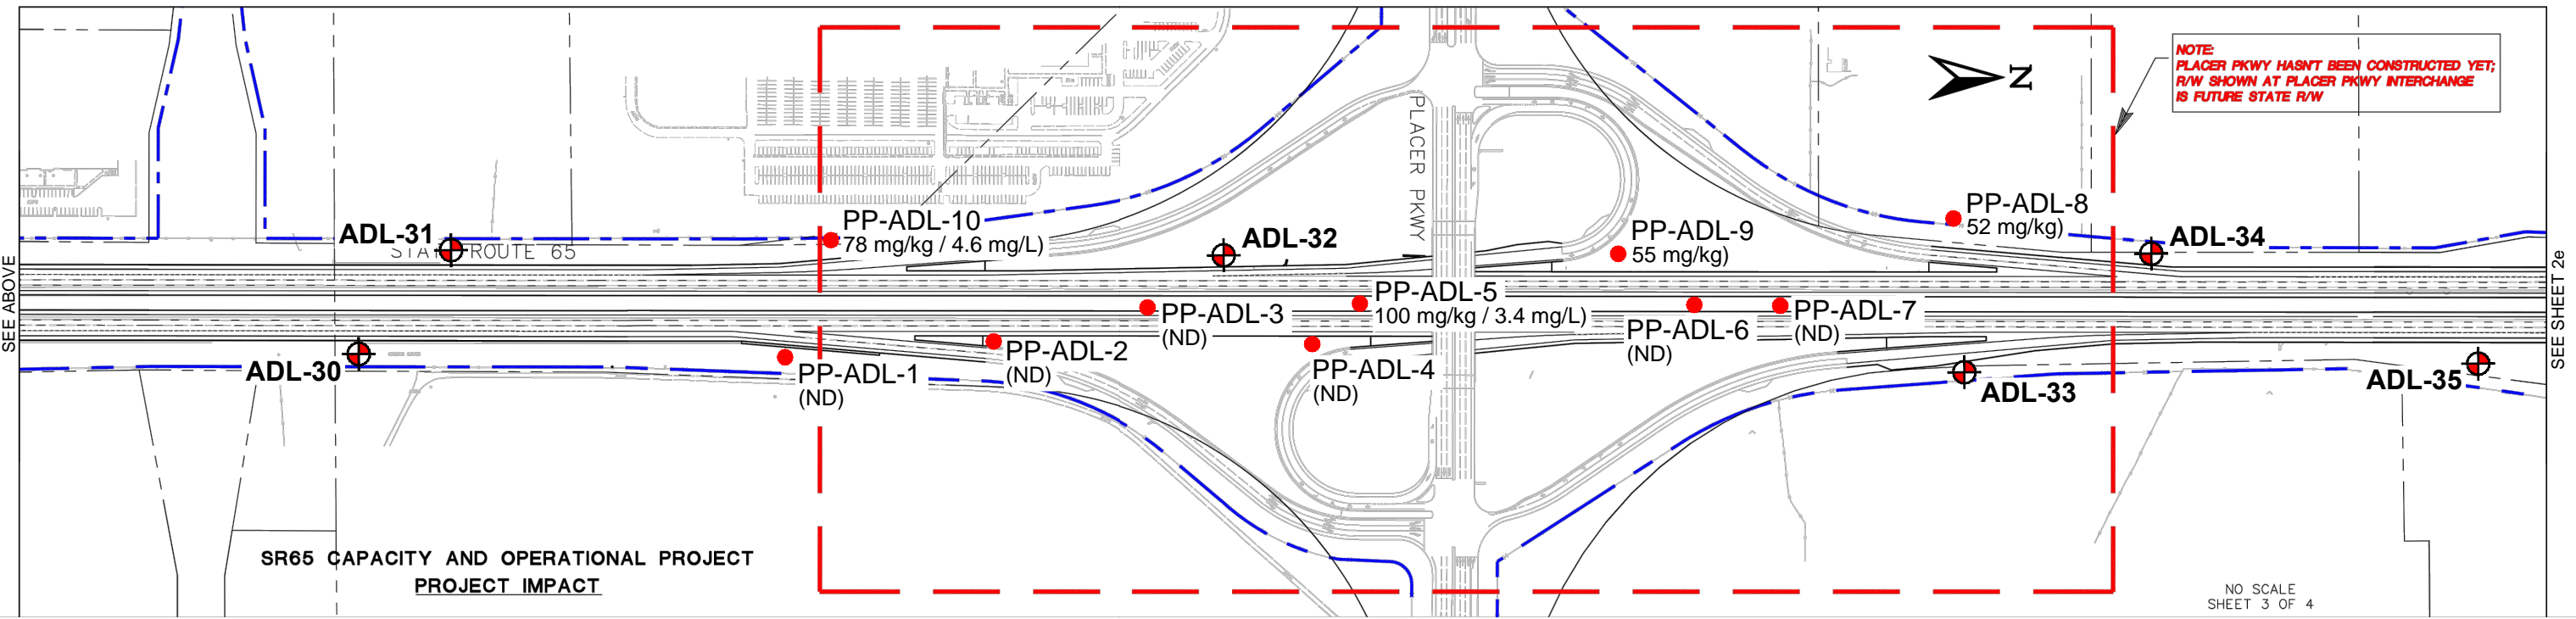 NOTE:
PLACER PKWY HASN'T BEEN CONSTRUCTED YET;
R/W SHOWN AT PLACER PKWY INTERCHANGE
IS FUTURE STATE R/W
N
PLACER PKWY
PP-ADL-10
78 mg/kg / 4.6 mg/L)
ADL-31
ROUTE 65
ADL-32
PP-ADL-9
55 mg/kg)
PP-ADL-8
52 mg/kg)
ADL-34
SEE ABOVE
SEE SHEET 2e
PP-ADL-3
(ND)
PP-ADL-5
100 mg/kg / 3.4 mg/L)
PP-ADL-6
(ND)
PP-ADL-7
(ND)
ADL-30
PP-ADL-1
(ND)
PP-ADL-2
(ND)
PP-ADL-4
(ND)
ADL-33
ADL-35
SR65 CAPACITY AND OPERATIONAL PROJECT
PROJECT IMPACT
NO SCALE
SHEET 3 OF 4